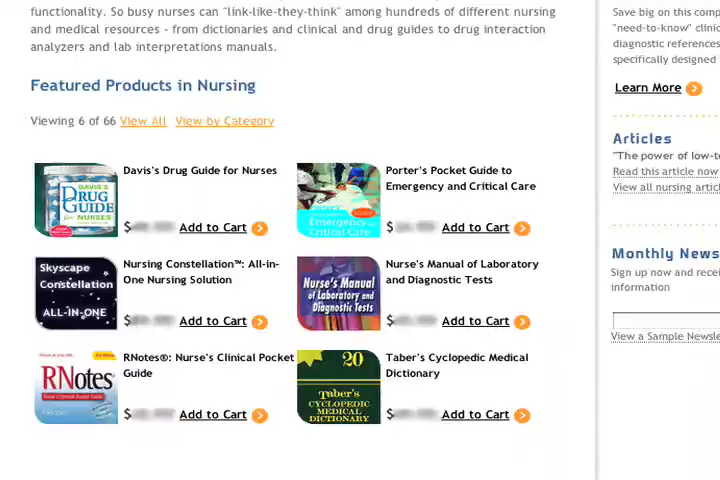 functionality. So busy nurses can "link-like-they-think" among hundreds of different nursing
and medical resources - from dictionaries and clinical and drug guides to drug interaction
analyzers and lab interpretations manuals.
Featured Products in Nursing
Viewing 6 of 66 View All View by Category
DAVIS'S
DRUG
GUIDE
for NURSES
Davis's Drug Guide for Nurses
$ Add to Cart
Emergency
Critical Care
Porter's Pocket Guide to
Emergency and Critical Care
$ Add to Cart
Skyscape
Constellation
ALL-IN-ONE
Nursing Constellation™: All-in-
One Nursing Solution
$ Add to Cart
Nurse's Manual
of Laboratory and
Diagnostic Tests
Nurse's Manual of Laboratory
and Diagnostic Tests
$ Add to Cart
RNotes
RNotes®: Nurse's Clinical Pocket
Guide
$ Add to Cart
20
Taber's
CYCLOPEDIC
MEDICAL
DICTIONARY
Taber's Cyclopedic Medical
Dictionary
$ Add to Cart
Save big on this comp
"need-to-know" clinic
diagnostic references
specifically designed
Learn More
Articles
"The power of low-te
Read this article now
View all nursing articl
Monthly News
Sign up now and recei
information
View a Sample Newsle